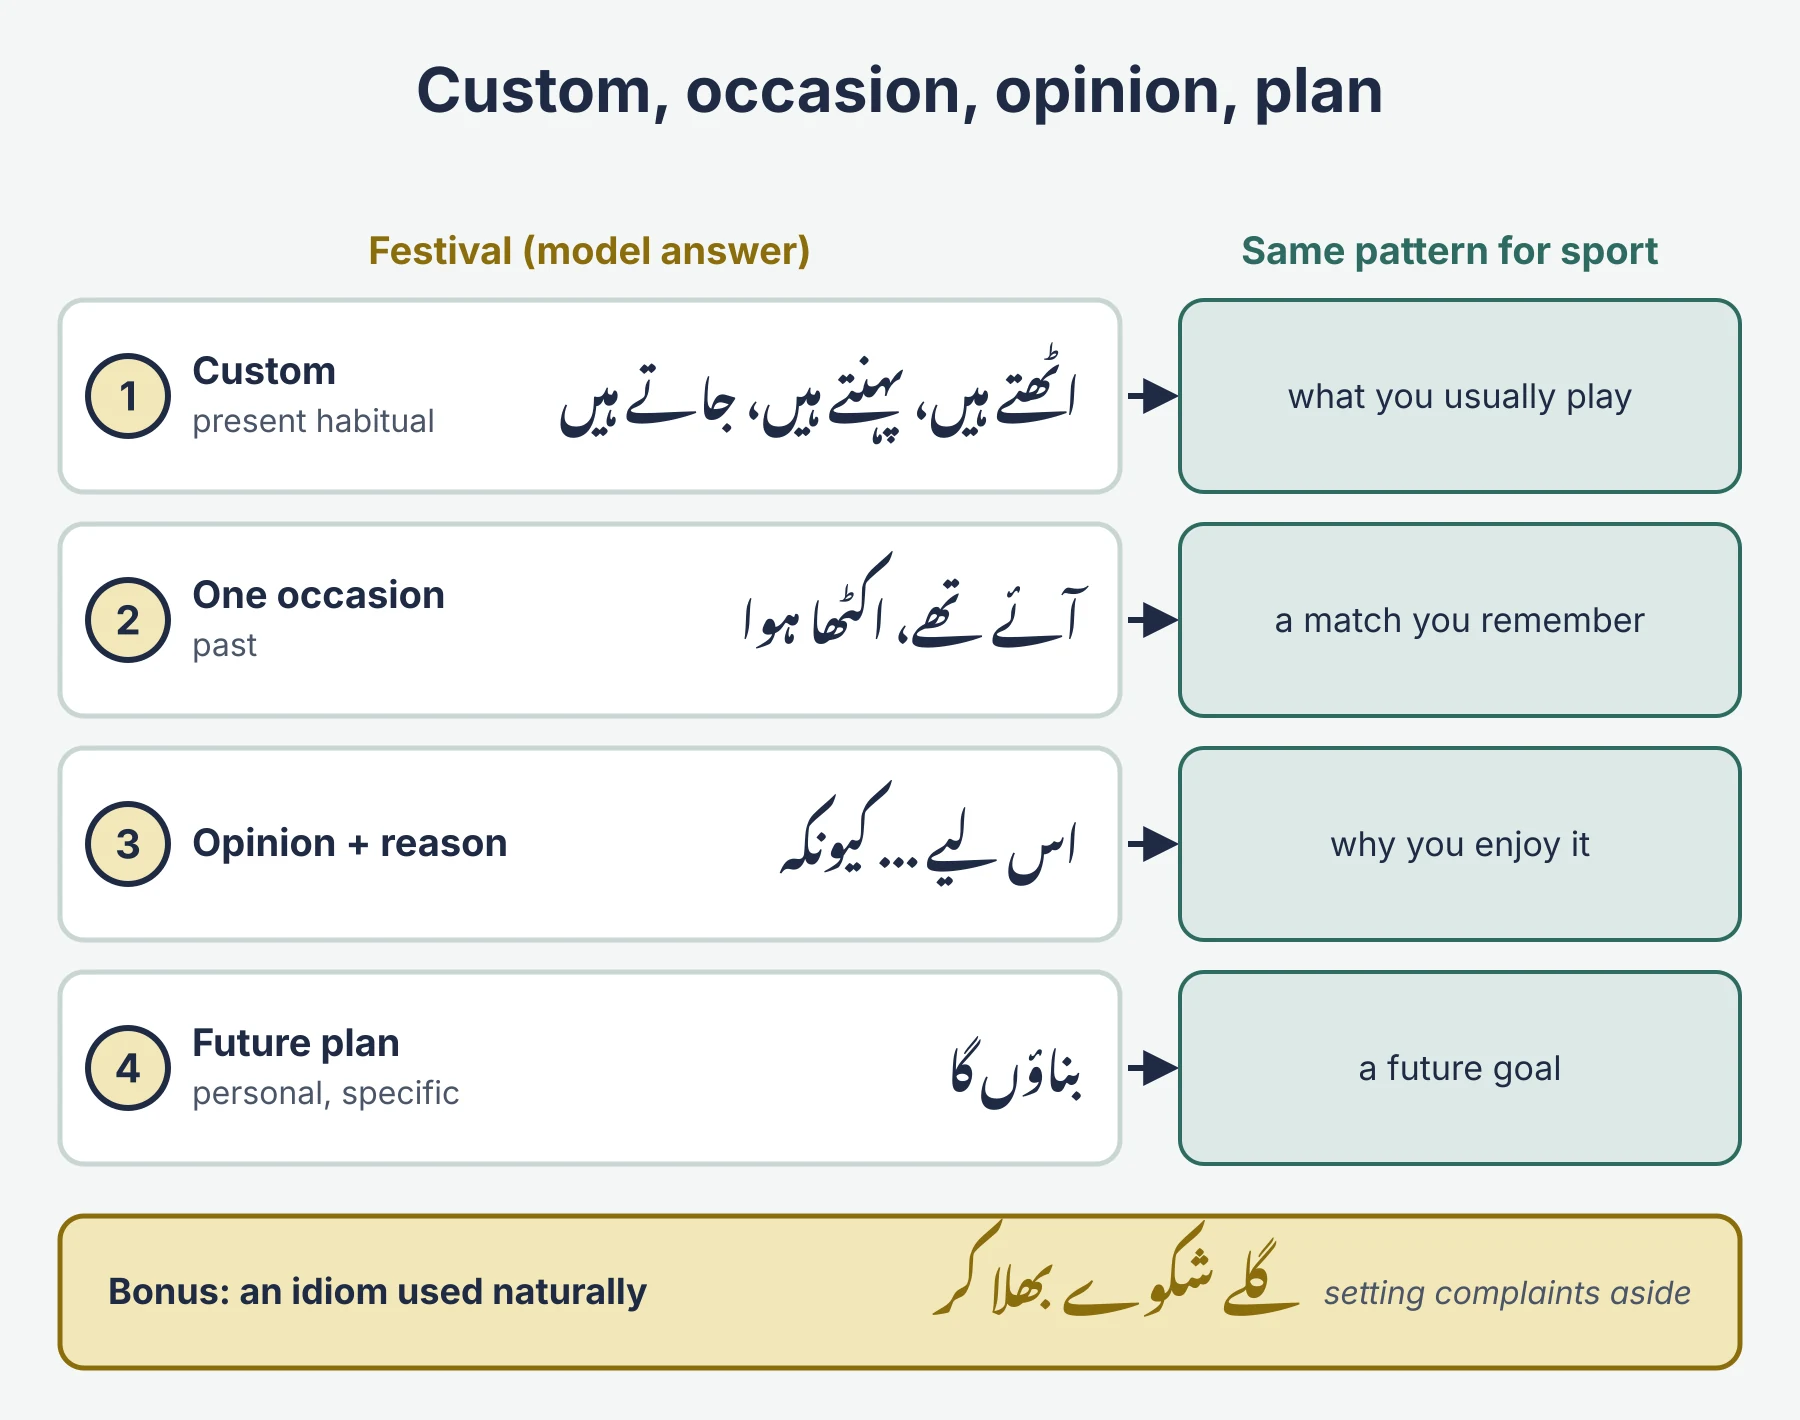 Custom, occasion, opinion, plan
Festival (model answer)
Same pattern for sport
1
Custom
present habitual
اٹھتے ہیں، پہنتے ہیں، جاتے ہیں
what you usually play
2
One occasion
past
آئے تھے، اکٹھا ہوا
a match you remember
3
Opinion + reason
اس لیے ... کیونکہ
why you enjoy it
4
Future plan
personal, specific
بناؤں گا
a future goal
Bonus: an idiom used naturally
گلے شکوے بھلا کر
setting complaints aside